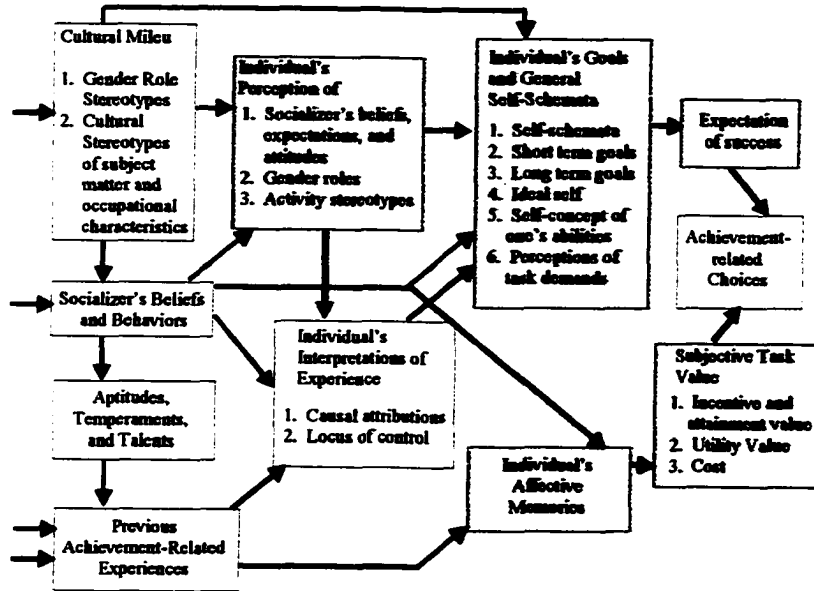 Cultural Mileu
1. Gender Role
Stereotypes
2. Cultural
Stereotypes
of subject
matter and
occupational
characteristics
Socializer's Beliefs
and Behaviors
Aptitudes,
Temperaments,
and Talents
Previous
Achievement-Related
Experiences
Individual's
Perception of
1. Socializer's beliefs,
expectations, and
attitudes
2. Gender roles
3. Activity stereotypes
Individual's
Interpretations of
Experience
1. Causal attributions
2. Locus of control
Individual's Goals
and General
Self-Schemata
1. Self-schemata
2. Short term goals
3. Long term goals
4. Ideal self
5. Self-concept of
one's abilities
6. Perceptions of
task demands
Individual's
Affective
Memories
Expectation
of success
Achievement-
related
Choices
Subjective Task
Value
1. Incentive and
attainment value
2. Utility Value
3. Cost